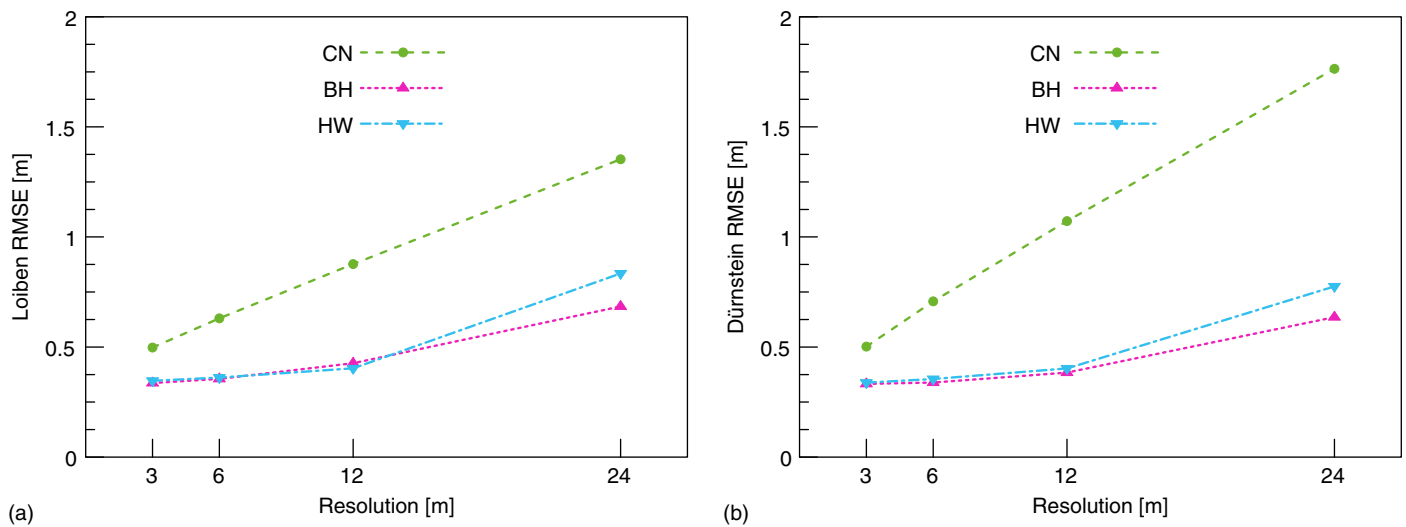 2
1.5
1
0.5
0
Loiben RMSE [m]
CN
BH
HW
3 6 12 24
Resolution [m]
(a)
2
1.5
1
0.5
0
Dürnstein RMSE [m]
CN
BH
HW
3 6 12 24
Resolution [m]
(b)